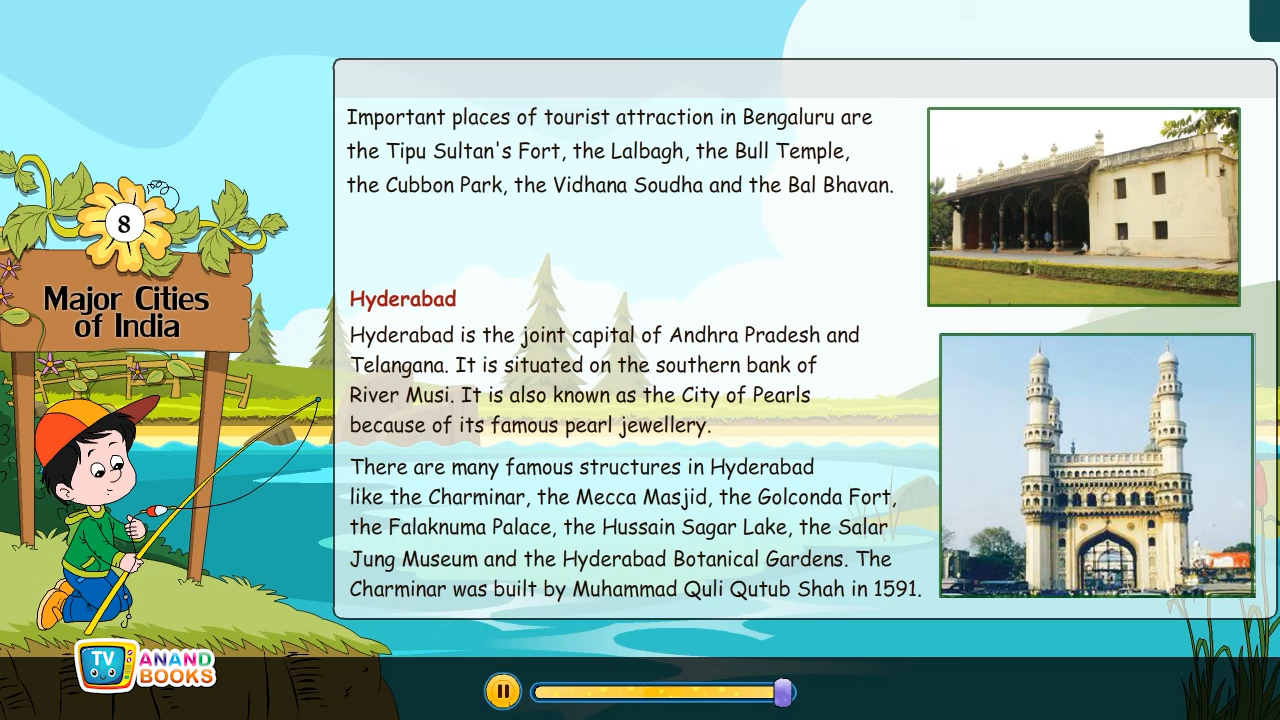 8
Major Cities
of India
Important places of tourist attraction in Bengaluru are
the Tipu Sultan's Fort, the Lalbagh, the Bull Temple,
the Cubbon Park, the Vidhana Soudha and the Bal Bhavan.
Hyderabad
Hyderabad is the joint capital of Andhra Pradesh and
Telangana. It is situated on the southern bank of
River Musi. It is also known as the City of Pearls
because of its famous pearl jewellery.
There are many famous structures in Hyderabad
like the Charminar, the Mecca Masjid, the Golconda Fort,
the Falaknuma Palace, the Hussain Sagar Lake, the Salar
Jung Museum and the Hyderabad Botanical Gardens. The
Charminar was built by Muhammad Quli Qutub Shah in 1591.
TV
ANAND
BOOKS